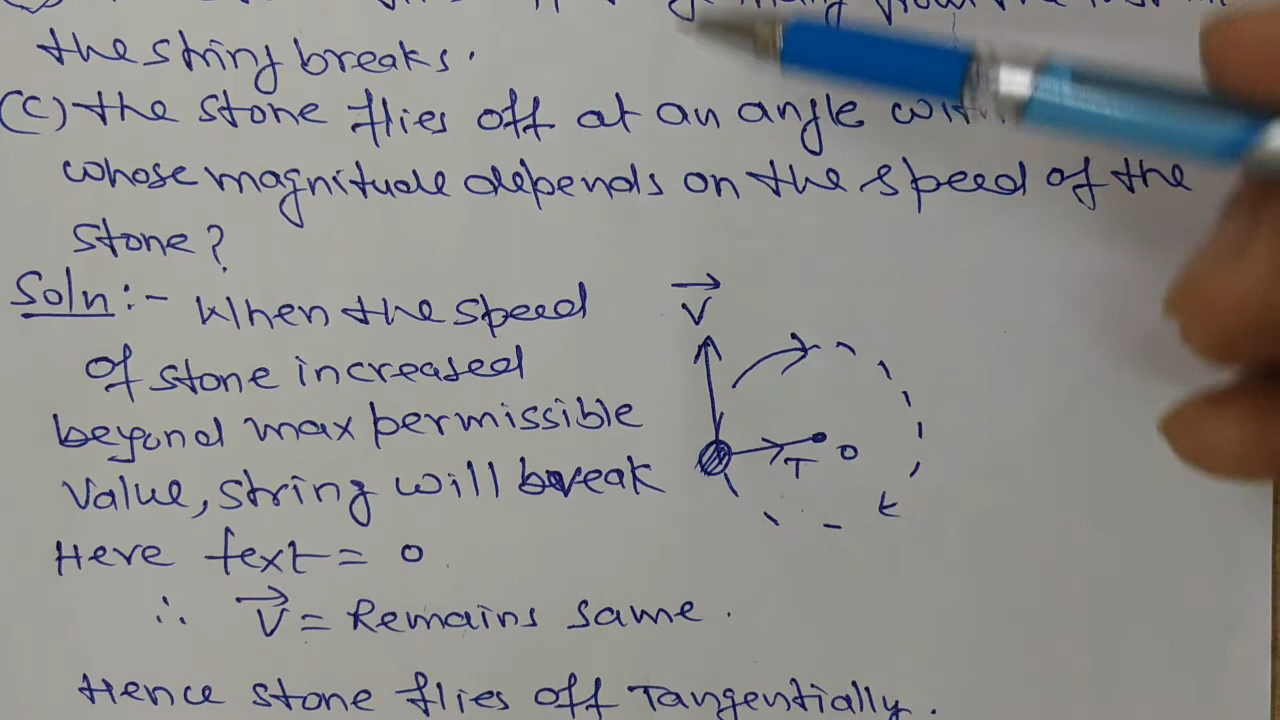 from the
the string breaks.
(C) the stone flies off at an angle
whose magnitude depends on the speed of the
stone?
Soln:- When the speed
of stone increased
beyond max permissible
value, string will break
Here fext = 0
∴ V⃗ = Remains same.
Hence stone flies off Tangentially.
V⃗
T O